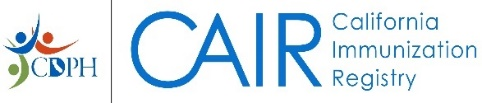 CDPH
CAIR
California
Immunization
Registry